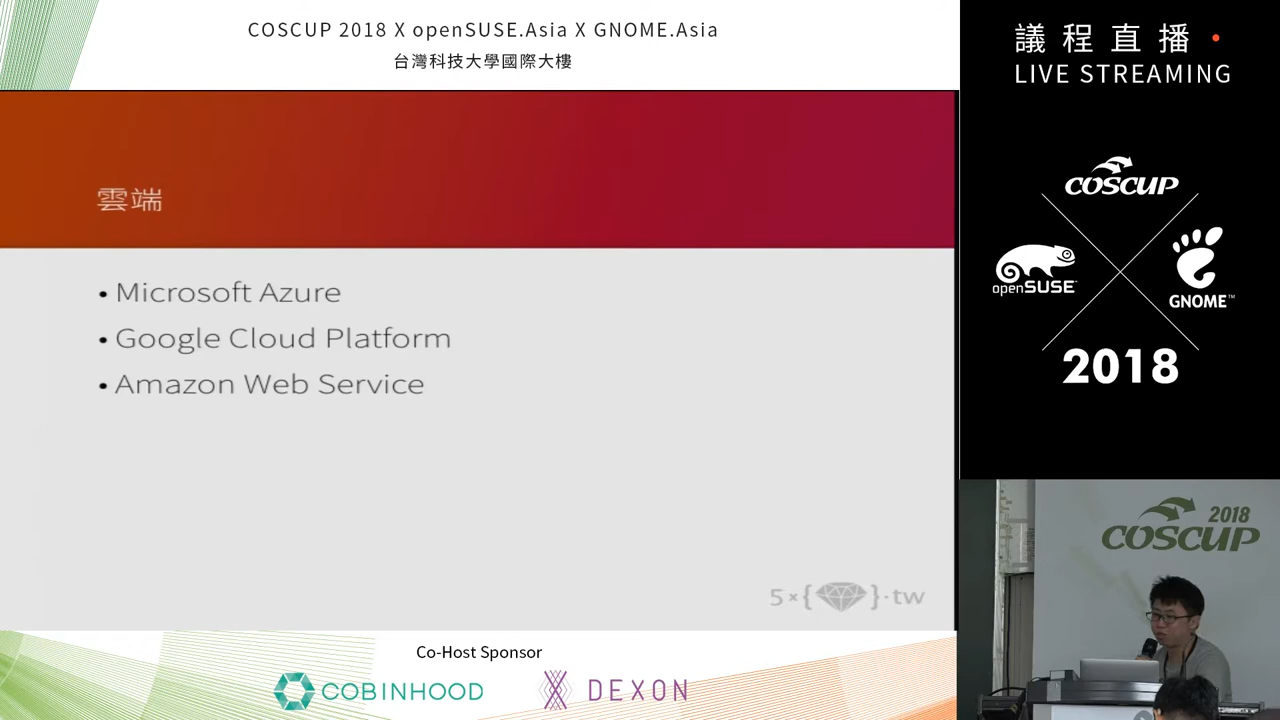 COSCUP 2018 X openSUSE.Asia X GNOME.Asia
台灣科技大學國際大樓
雲端
• Microsoft Azure
• Google Cloud Platform
• Amazon Web Service
5×{ }·tw
Co-Host Sponsor
COBINHOOD
DEXON
議程直播
LIVE STREAMING
COSCUP
openSUSE
GNOME™
2018
2018
COSCUP